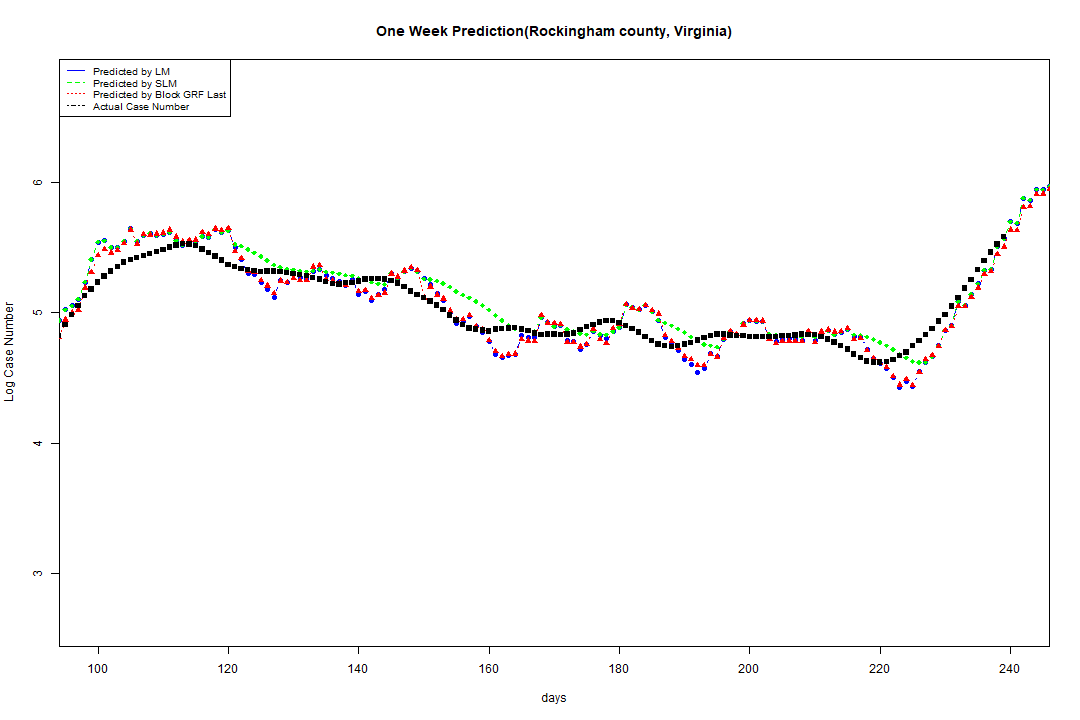 One Week Prediction(Rockingham county, Virginia)
Predicted by LM
Predicted by SLM
Predicted by Block GRF Last
Actual Case Number
6
5
4
3
Log Case Number
100 120 140 160 180 200 220 240
days